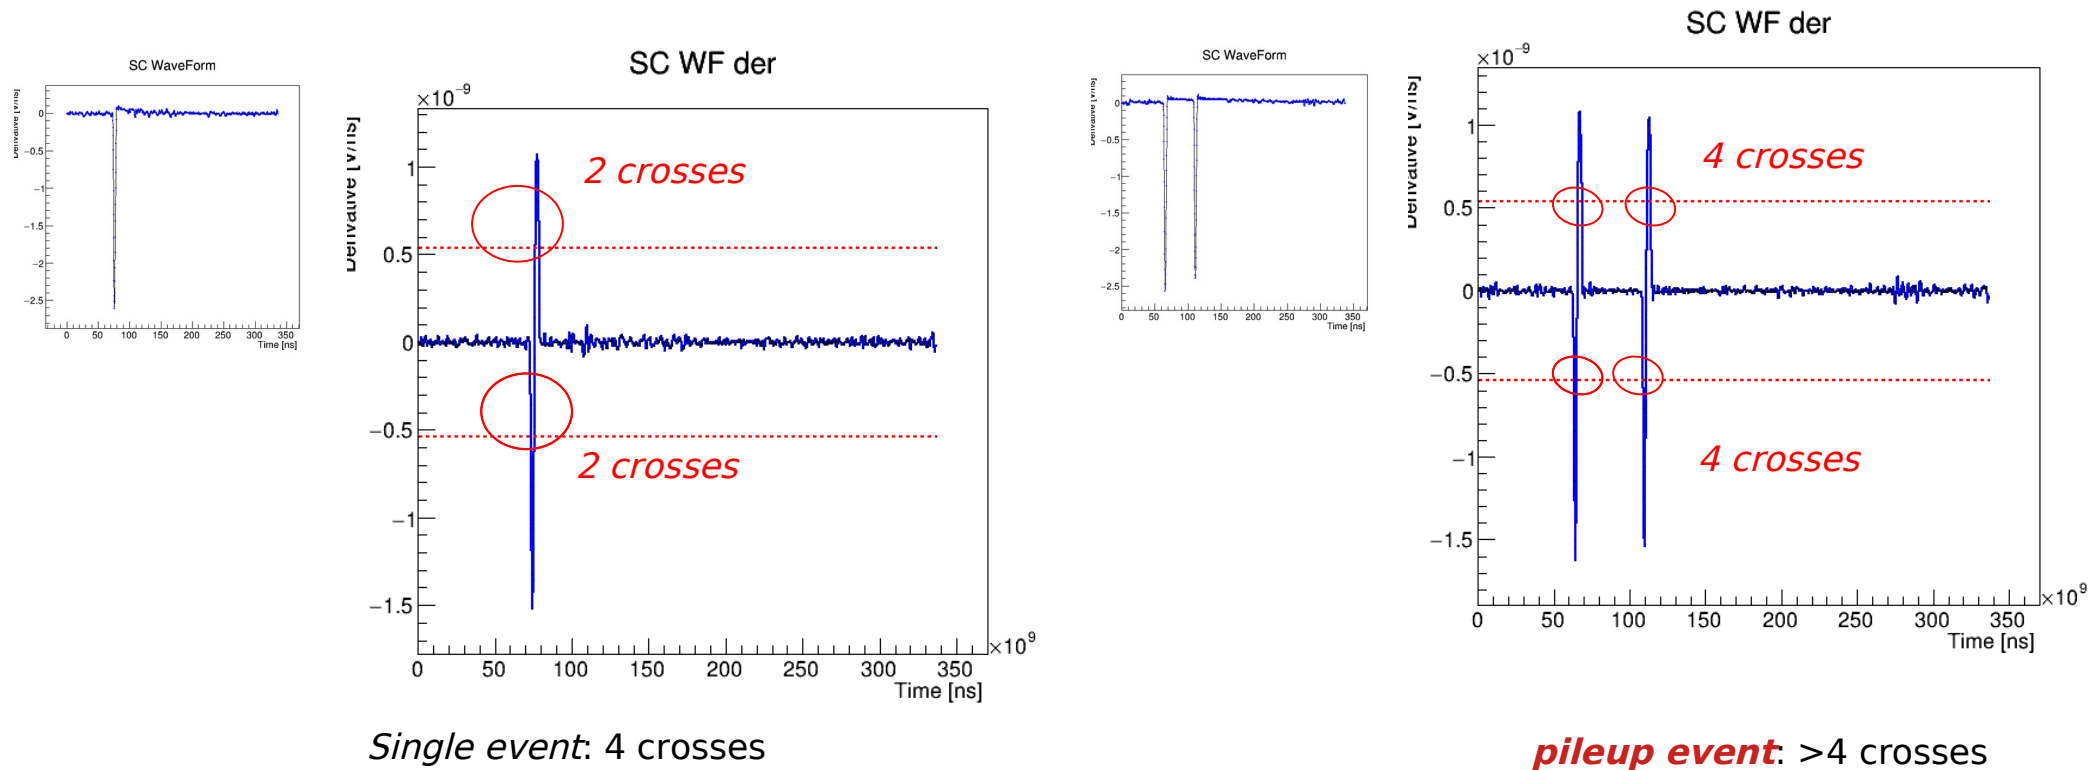 SC WaveForm
0
−0.5
−1
−1.5
−2
−2.5
0 50 100 150 200 250 300 350
Time [ns]
SC WF der
×10⁻⁹
Derivative [V/ns]
1
0.5
0
−0.5
−1
−1.5
2 crosses
2 crosses
0 50 100 150 200 250 300 350
×10⁹
Time [ns]
Single event: 4 crosses
SC WaveForm
0
−0.5
−1
−1.5
−2
−2.5
0 50 100 150 200 250 300 350
Time [ns]
SC WF der
×10⁻⁹
Derivative [V/ns]
1
0.5
0
−0.5
−1
−1.5
4 crosses
4 crosses
0 50 100 150 200 250 300 350
×10⁹
Time [ns]
pileup event: >4 crosses